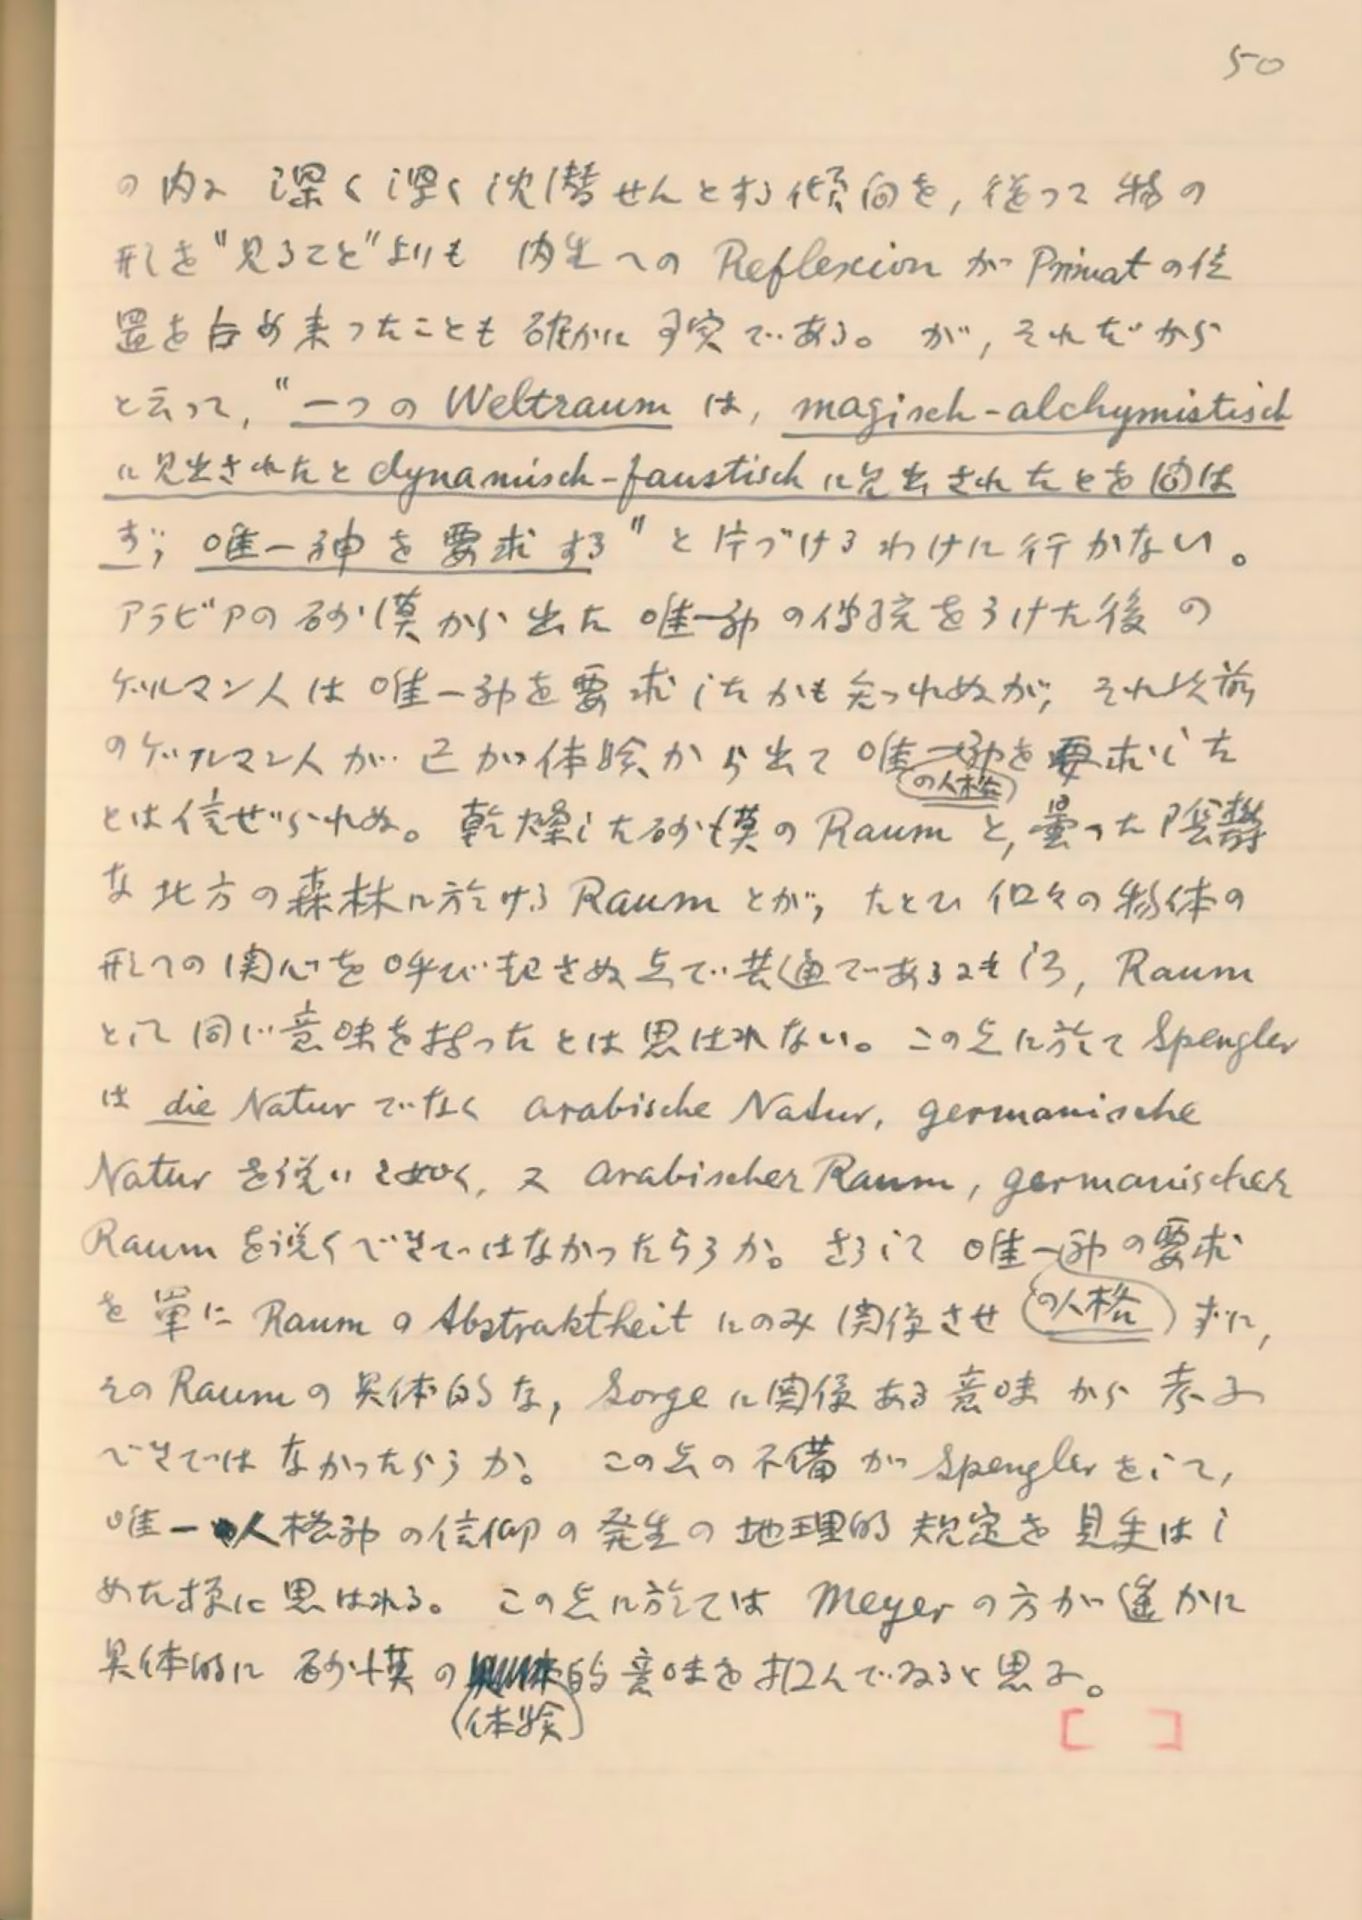 50
の内に 深く深く沈潜せんとする傾向を, 従つて物の
形を"見ること"よりも 内生への Reflexion が Primat の位
置を占め来つたことも確かに事実である。が, それだから
と云って, "一つの Weltraum は, magisch-alchymistisch
に見出されたと dynamisch-faustisch に見出されたとを問は
ず, 唯一神を要求する" と片づけるわけに行かない。
アラビアの砂漠から出た 唯一神の伝統をうけた後の
ゲルマン人は唯一神を要求したかも知れぬが, それ以前
のゲルマン人が己が体験から出て唯一神を要求した
(の人格)
とは信ぜられぬ。乾燥した砂漠の Raum と, 曇つた陰鬱
な北方の森林に於ける Raum とが, たとひ個々の物体の
形への関心を呼び起さぬ点で共通であるにもしろ, Raum
として同じ意味を持ったとは思はれない。この点に於て Spengler
は die Natur でなく arabische Natur, germanische
Natur を説いた如く, 又 arabischer Raum, germanischer
Raum を説くべきではなかったらうか。さうして 唯一神の要求
を単に Raum の Abstraktheit にのみ関係させ (の人格) ずに,
その Raum の具体的な, Sorge に関係ある意味から考ふ
べきではなかったらうか。 この点の不備が Spengler をして,
唯一人格神の信仰の発生の地理的規定を見失はし
めた様に思はれる。 この点に於ては Meyer の方が遥かに
具体的に 砂漠の 的意味を掴んでゐると思ふ。
(体験)
[ ]